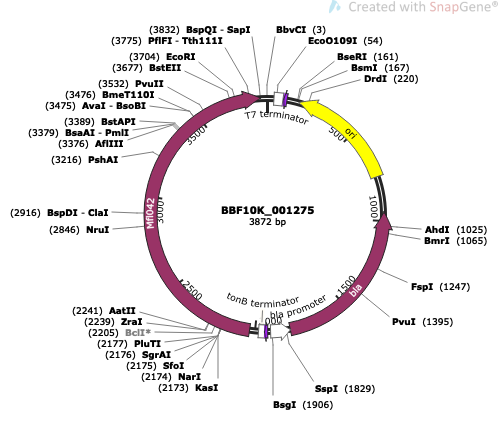 Created with SnapGene®
(3832) BspQI - SapI
BbvCI (3)
(3775) PflFI - Tth111I
EcoO109I (54)
(3704) EcoRI
BseRI (161)
(3677) BstEII
BsmI (167)
DrdI (220)
(3532) PvuII
(3476) BmeT110I
(3475) AvaI - BsoBI
(3389) BstAPI
(3379) BsaAI - PmlI
(3376) AflIII
(3216) PshAI
T7 terminator
ori
3500
500
BBF10K_001275
3872 bp
Mfl042
3000
1000
(2916) BspDI - ClaI
(2846) NruI
AhdI (1025)
BmrI (1065)
FspI (1247)
bla
1500
PvuI (1395)
2500
tonB terminator
bla promoter
(2241) AatII
(2239) ZraI
(2205) BclI*
(2177) PluTI
(2176) SgrAI
(2175) SfoI
(2174) NarI
(2173) KasI
SspI (1829)
BsgI (1906)